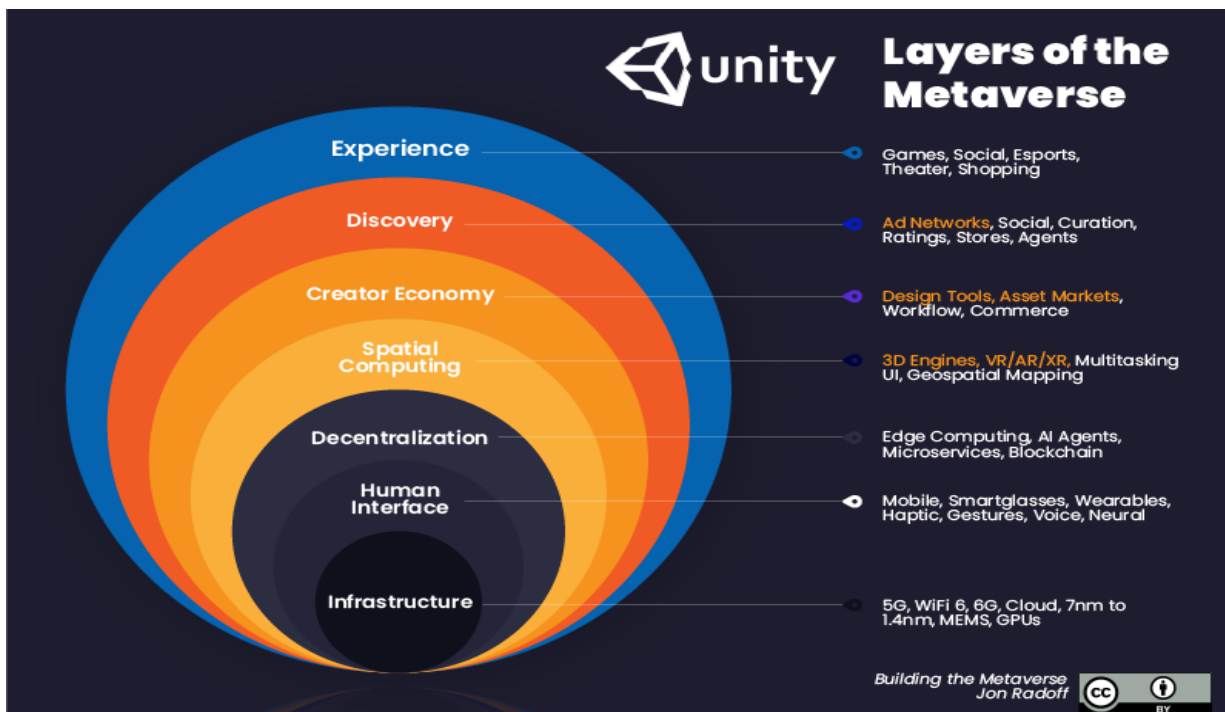 unity
Layers of the
Metaverse
Experience
Games, Social, Esports,
Theater, Shopping
Discovery
Ad Networks, Social, Curation,
Ratings, Stores, Agents
Creator Economy
Design Tools, Asset Markets,
Workflow, Commerce
Spatial
Computing
3D Engines, VR/AR/XR, Multitasking
UI, Geospatial Mapping
Decentralization
Edge Computing, AI Agents,
Microservices, Blockchain
Human
Interface
Mobile, Smartglasses, Wearables,
Haptic, Gestures, Voice, Neural
Infrastructure
5G, WiFi 6, 6G, Cloud, 7nm to
1.4nm, MEMS, GPUs
Building the Metaverse
Jon Radoff
cc
BY